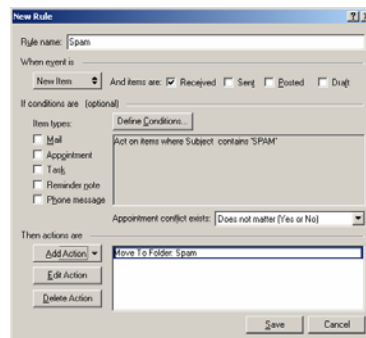 New Rule
Rule name: Spam
When event is
New Item And items are: Received Sent Posted Draft
If conditions are (optional)
Item types: Define Conditions...
Mail
Appointment
Task
Reminder note
Phone message
Act on items where Subject contains "SPAM"
Appointment conflict exists: Does not matter (Yes or No)
Then actions are
Add Action
Edit Action
Delete Action
Move To Folder: Spam
Save Cancel